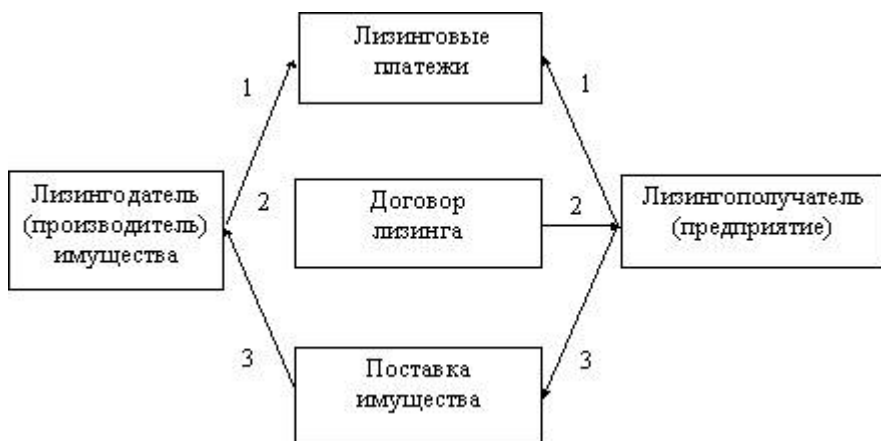 Лизинговые
платежи
1
1
Лизингодатель
(производитель)
имущества
2
Договор
лизинга
2
Лизингополучатель
(предприятие)
3
Поставка
имущества
3